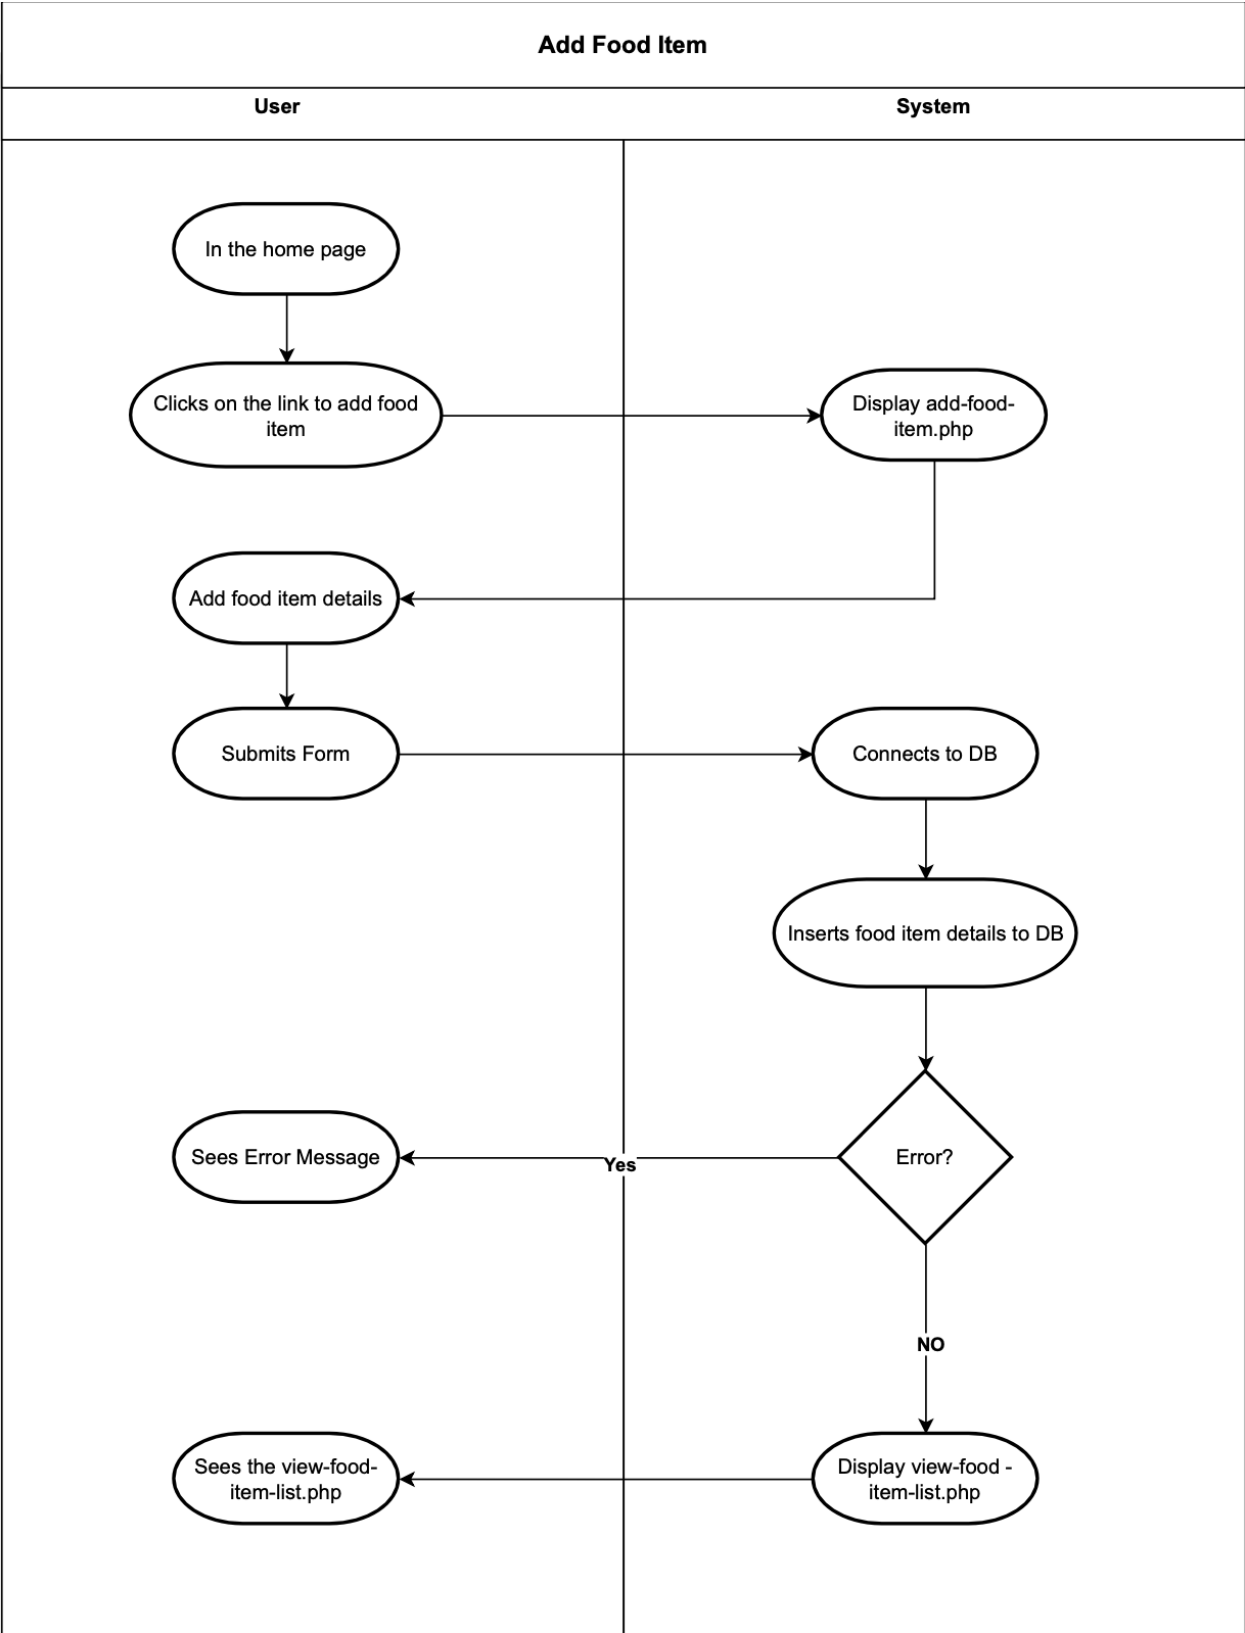 Add Food Item
User
System
In the home page
Clicks on the link to add food
item
Display add-food-
item.php
Add food item details
Submits Form
Connects to DB
Inserts food item details to DB
Error?
Yes
Sees Error Message
NO
Display view-food -
item-list.php
Sees the view-food-
item-list.php